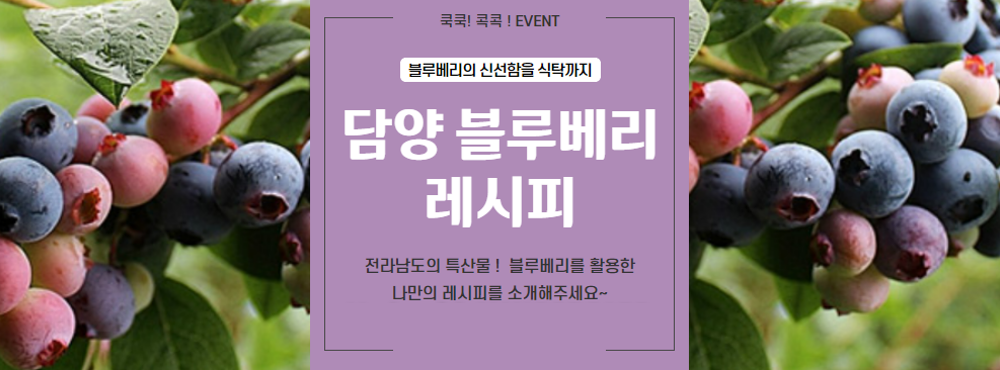 쿡쿡! 콕콕 ! EVENT
블루베리의 신선함을 식탁까지
담양 블루베리
레시피
전라남도의 특산물 ! 블루베리를 활용한
나만의 레시피를 소개해주세요~